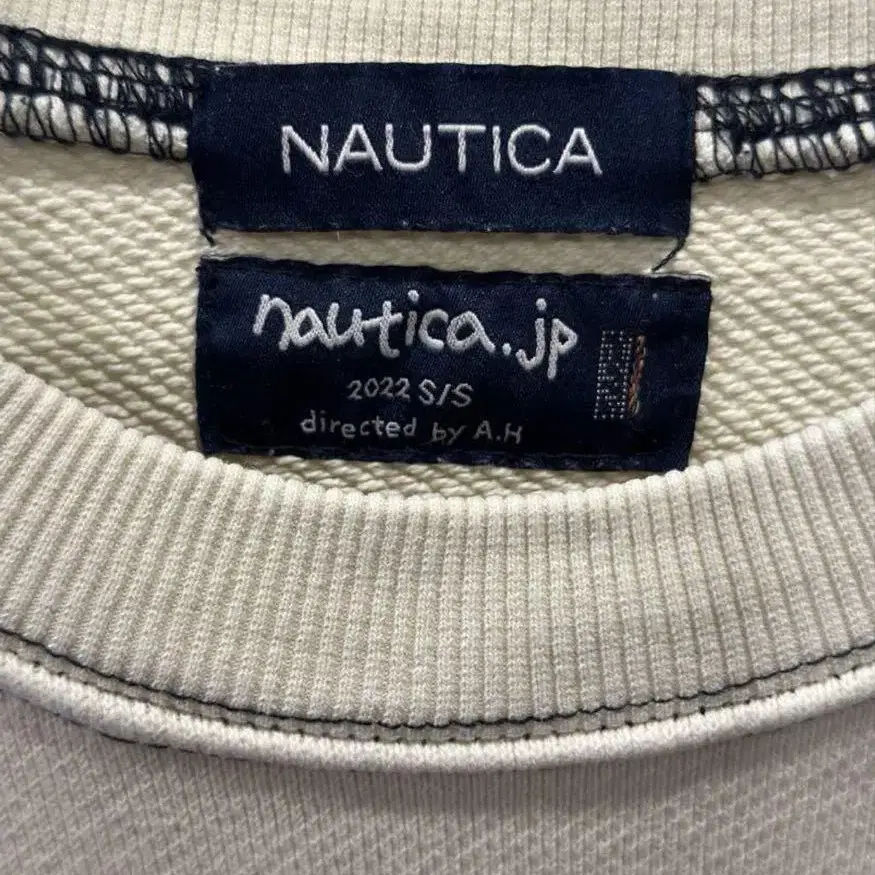 NAUTICA
nautica.jp
2022 S/S
directed by A.H